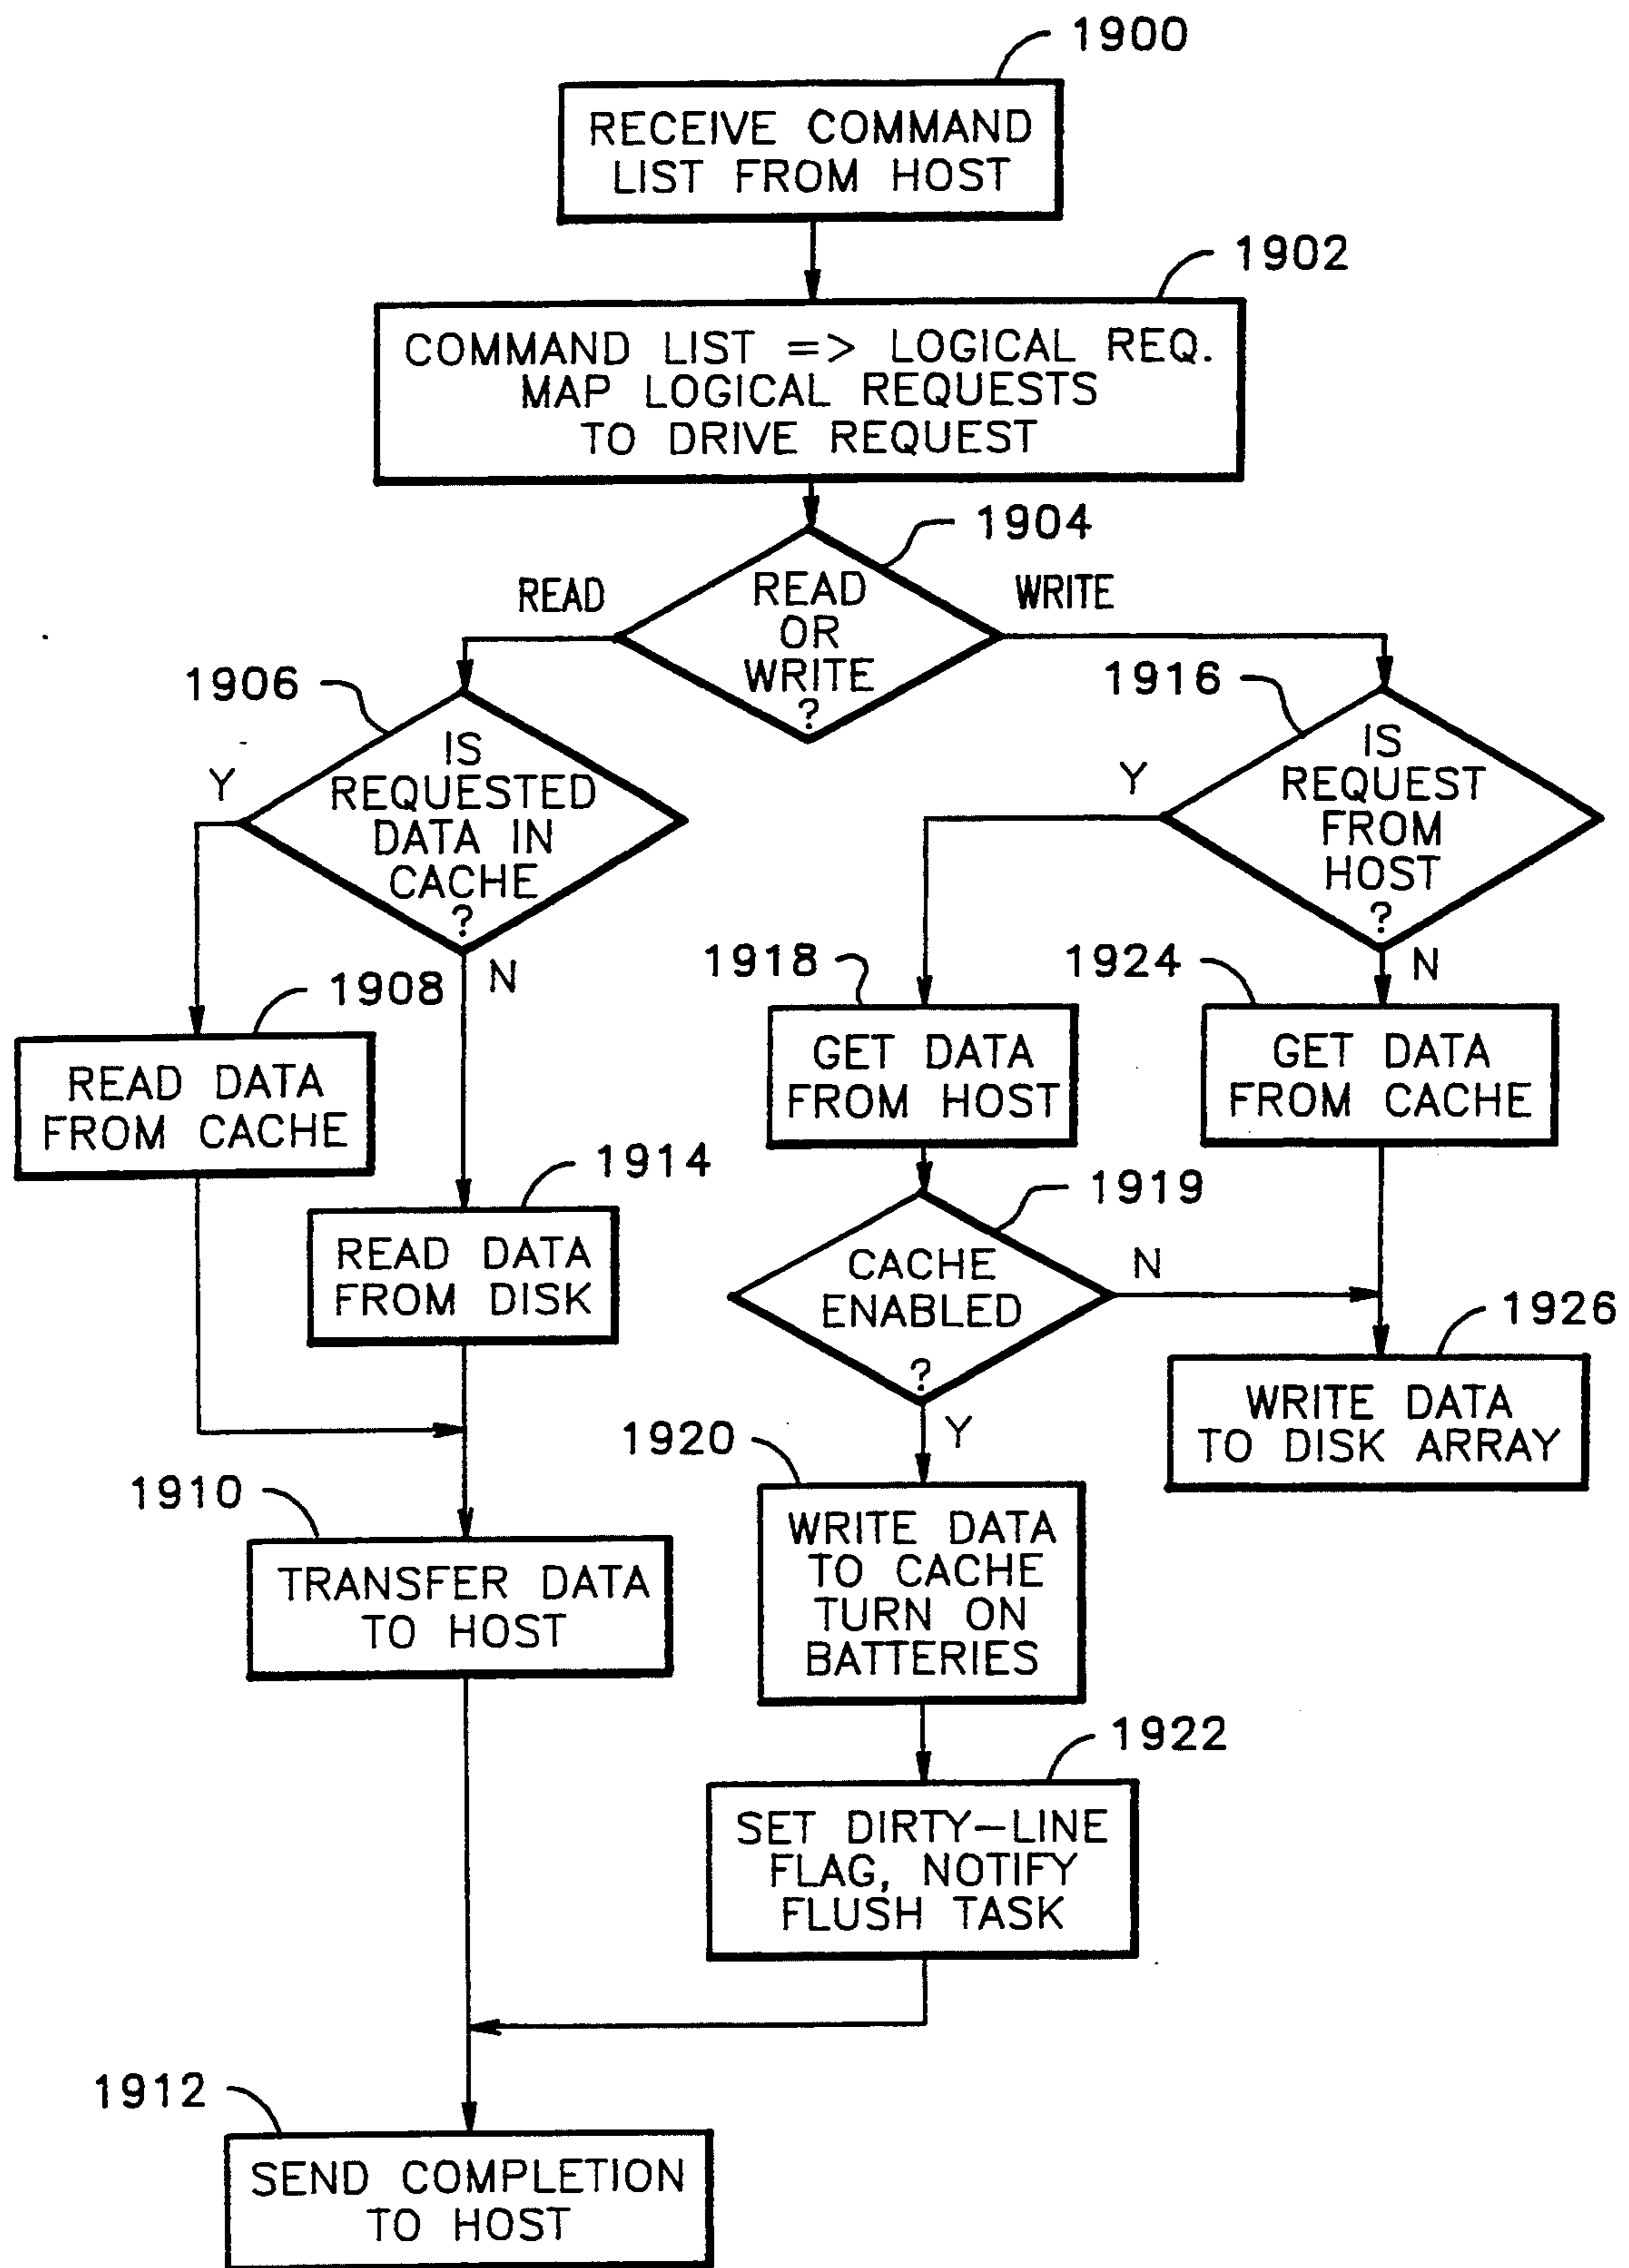 1900
RECEIVE COMMAND
LIST FROM HOST
1902
COMMAND LIST => LOGICAL REQ.
MAP LOGICAL REQUESTS
TO DRIVE REQUEST
1904
READ
OR
WRITE
?
READ
WRITE
1906
IS
REQUESTED
DATA IN
CACHE
?
Y
N
1916
IS
REQUEST
FROM
HOST
?
Y
N
1908
READ DATA
FROM CACHE
1914
READ DATA
FROM DISK
1918
GET DATA
FROM HOST
1924
GET DATA
FROM CACHE
1919
CACHE
ENABLED
?
N
Y
1926
WRITE DATA
TO DISK ARRAY
1910
TRANSFER DATA
TO HOST
1920
WRITE DATA
TO CACHE
TURN ON
BATTERIES
1922
SET DIRTY-LINE
FLAG, NOTIFY
FLUSH TASK
1912
SEND COMPLETION
TO HOST